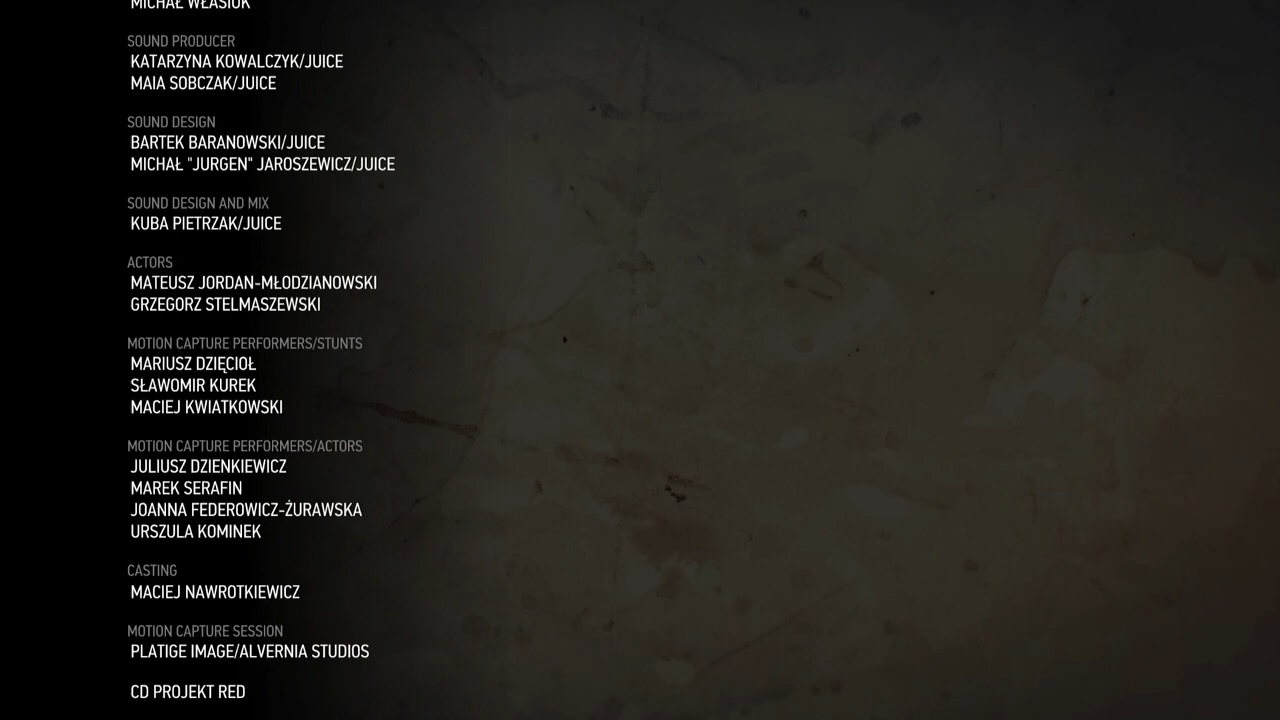 MICHAŁ WŁASIUK
SOUND PRODUCER
KATARZYNA KOWALCZYK/JUICE
MAIA SOBCZAK/JUICE
SOUND DESIGN
BARTEK BARANOWSKI/JUICE
MICHAŁ "JURGEN" JAROSZEWICZ/JUICE
SOUND DESIGN AND MIX
KUBA PIETRZAK/JUICE
ACTORS
MATEUSZ JORDAN-MŁODZIANOWSKI
GRZEGORZ STELMASZEWSKI
MOTION CAPTURE PERFORMERS/STUNTS
MARIUSZ DZIĘCIOŁ
SŁAWOMIR KUREK
MACIEJ KWIATKOWSKI
MOTION CAPTURE PERFORMERS/ACTORS
JULIUSZ DZIENKIEWICZ
MAREK SERAFIN
JOANNA FEDEROWICZ-ŻURAWSKA
URSZULA KOMINEK
CASTING
MACIEJ NAWROTKIEWICZ
MOTION CAPTURE SESSION
PLATIGE IMAGE/ALVERNIA STUDIOS
CD PROJEKT RED